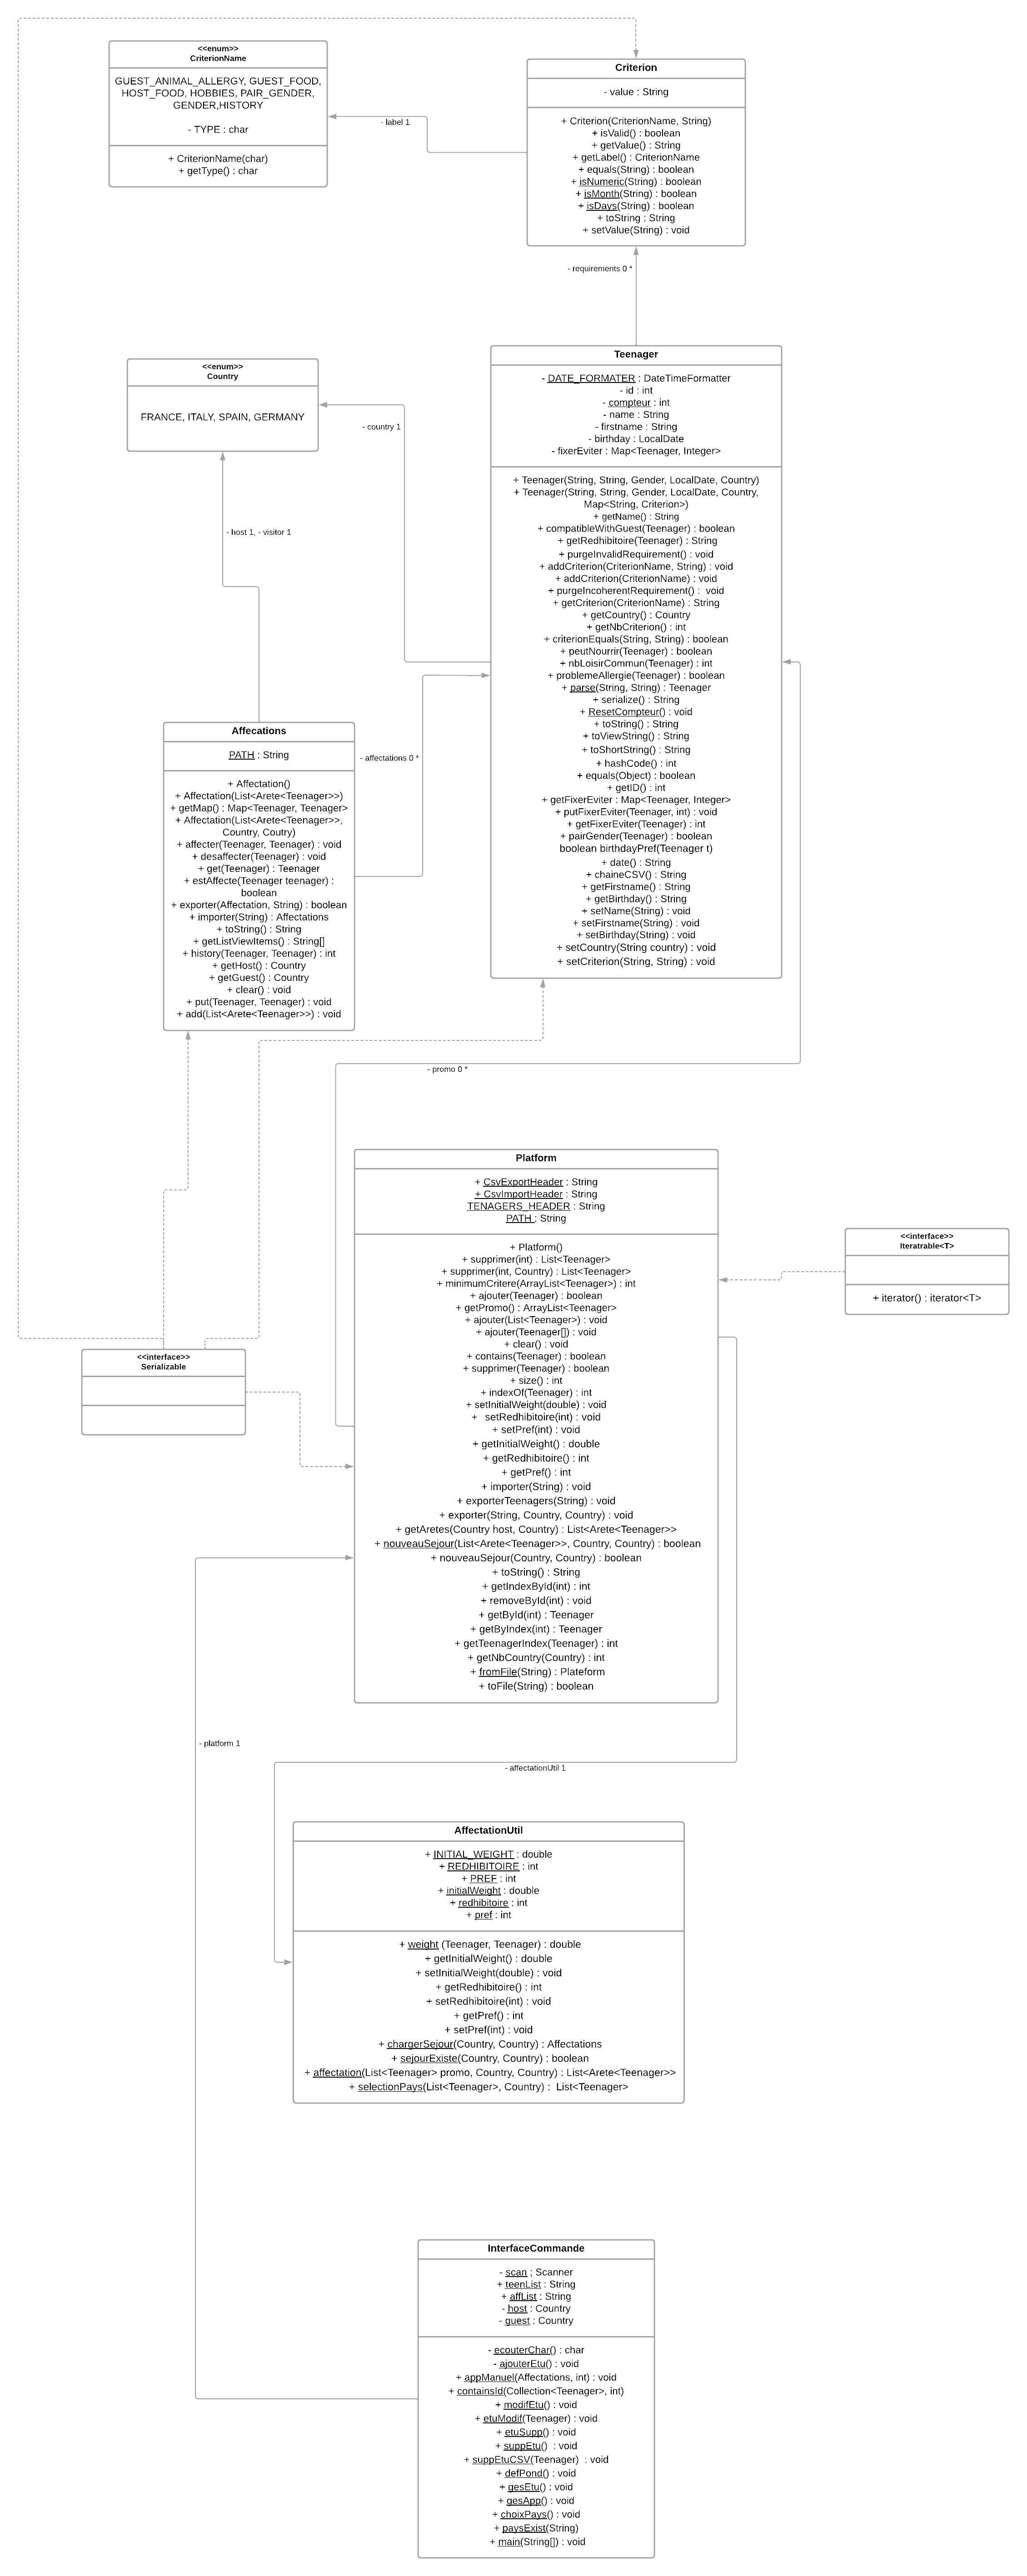 <<enum>>
CriterionName
GUEST_ANIMAL_ALLERGY, GUEST_FOOD,
HOST_FOOD, HOBBIES, PAIR_GENDER,
GENDER,HISTORY
- TYPE : char
+ CriterionName(char)
+ getType() : char
- label 1
Criterion
- value : String
+ Criterion(CriterionName, String)
+ isValid() : boolean
+ getValue() : String
+ getLabel() : CriterionName
+ equals(String) : boolean
+ isNumeric(String) : boolean
+ isMonth(String) : boolean
+ isDays(String) : boolean
+ toString : String
+ setValue(String) : void
- requirements 0 *
<<enum>>
Country
FRANCE, ITALY, SPAIN, GERMANY
- country 1
- host 1, - visitor 1
Teenager
- DATE_FORMATER : DateTimeFormatter
- id : int
- compteur : int
- name : String
- firstname : String
- birthday : LocalDate
- fixerEviter : Map<Teenager, Integer>
+ Teenager(String, String, Gender, LocalDate, Country)
+ Teenager(String, String, Gender, LocalDate, Country,
Map<String, Criterion>)
+ getName() : String
+ compatibleWithGuest(Teenager) : boolean
+ getRedhibitoire(Teenager) : String
+ purgeInvalidRequirement() : void
+ addCriterion(CriterionName, String) : void
+ addCriterion(CriterionName) : void
+ purgeIncoherentRequirement() :  void
+ getCriterion(CriterionName) : String
+ getCountry() : Country
+ getNbCriterion() : int
+ criterionEquals(String, String) : boolean
+ peutNourrir(Teenager) : boolean
+ nbLoisirCommun(Teenager) : int
+ problemeAllergie(Teenager) : boolean
+ parse(String, String) : Teenager
+ serialize() : String
+ ResetCompteur() : void
+ toString() : String
+ toViewString() : String
+ toShortString() : String
+ hashCode() : int
+ equals(Object) : boolean
+ getID() : int
+ getFixerEviter : Map<Teenager, Integer>
+ putFixerEviter(Teenager, int) : void
+ getFixerEviter(Teenager) : int
+ pairGender(Teenager) : boolean
boolean birthdayPref(Teenager t)
+ date() : String
+ chaineCSV() : String
+ getFirstname() : String
+ getBirthday() : String
+ setName(String) : void
+ setFirstname(String) : void
+ setBirthday(String) : void
+ setCountry(String country) : void
+ setCriterion(String, String) : void
Affecations
PATH : String
+ Affectation()
+ Affectation(List<Arete<Teenager>>)
+ getMap() : Map<Teenager, Teenager>
+ Affectation(List<Arete<Teenager>>,
Country, Coutry)
+ affecter(Teenager, Teenager) : void
+ desaffecter(Teenager) : void
+ get(Teenager) : Teenager
+ estAffecte(Teenager teenager) :
boolean
+ exporter(Affectation, String) : boolean
+ importer(String) : Affectations
+ toString() : String
+ getListViewItems() : String[]
+ history(Teenager, Teenager) : int
+ getHost() : Country
+ getGuest() : Country
+ clear() : void
+ put(Teenager, Teenager) : void
+ add(List<Arete<Teenager>>) : void
- affectations 0 *
- promo 0 *
Platform
+ CsvExportHeader : String
+ CsvImportHeader : String
TENAGERS_HEADER : String
PATH : String
+ Platform()
+ supprimer(int) : List<Teenager>
+ supprimer(int, Country) : List<Teenager>
+ minimumCritere(ArrayList<Teenager>) : int
+ ajouter(Teenager) : boolean
+ getPromo() : ArrayList<Teenager>
+ ajouter(List<Teenager>) : void
+ ajouter(Teenager[]) : void
+ clear() : void
+ contains(Teenager) : boolean
+ supprimer(Teenager) : boolean
+ size() : int
+ indexOf(Teenager) : int
+ setInitialWeight(double) : void
+   setRedhibitoire(int) : void
+ setPref(int) : void
+ getInitialWeight() : double
+ getRedhibitoire() : int
+ getPref() : int
+ importer(String) : void
+ exporterTeenagers(String) : void
+ exporter(String, Country, Country) : void
+ getAretes(Country host, Country) : List<Arete<Teenager>>
+ nouveauSejour(List<Arete<Teenager>>, Country, Country) : boolean
+ nouveauSejour(Country, Country) : boolean
+ toString() : String
+ getIndexById(int) : int
+ removeById(int) : void
+ getById(int) : Teenager
+ getByIndex(int) : Teenager
+ getTeenagerIndex(Teenager) : int
+ getNbCountry(Country) : int
+ fromFile(String) : Plateform
+ toFile(String) : boolean
<<interface>>
Iteratrable<T>
+ iterator() : iterator<T>
<<interface>>
Serializable
- platform 1
- affectationUtil 1
AffectationUtil
+ INITIAL_WEIGHT : double
+ REDHIBITOIRE : int
+ PREF : int
+ initialWeight : double
+ redhibitoire : int
+ pref : int
+ weight (Teenager, Teenager) : double
+ getInitialWeight() : double
+ setInitialWeight(double) : void
+ getRedhibitoire() : int
+ setRedhibitoire(int) : void
+ getPref() : int
+ setPref(int) : void
+ chargerSejour(Country, Country) : Affectations
+ sejourExiste(Country, Country) : boolean
+ affectation(List<Teenager> promo, Country, Country) : List<Arete<Teenager>>
+ selectionPays(List<Teenager>, Country) :  List<Teenager>
InterfaceCommande
- scan ; Scanner
+ teenList : String
+ affList : String
- host : Country
- guest : Country
- ecouterChar() : char
- ajouterEtu() : void
+ appManuel(Affectations, int) : void
+ containsId(Collection<Teenager>, int)
+ modifEtu() : void
+ etuModif(Teenager) : void
+ etuSupp() : void
+ suppEtu()  : void
+ suppEtuCSV(Teenager)  : void
+ defPond() : void
+ gesEtu() : void
+ gesApp() : void
+ choixPays() : void
+ paysExist(String)
+ main(String[]) : void